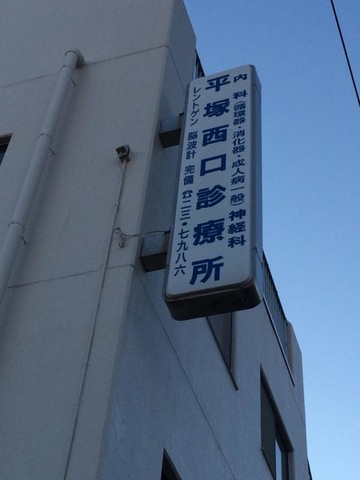 内科(循環器・消化器・成人病一般)神経科
平塚西口診療所
レントゲン 脳波計 完備 ☎二三・七九八六